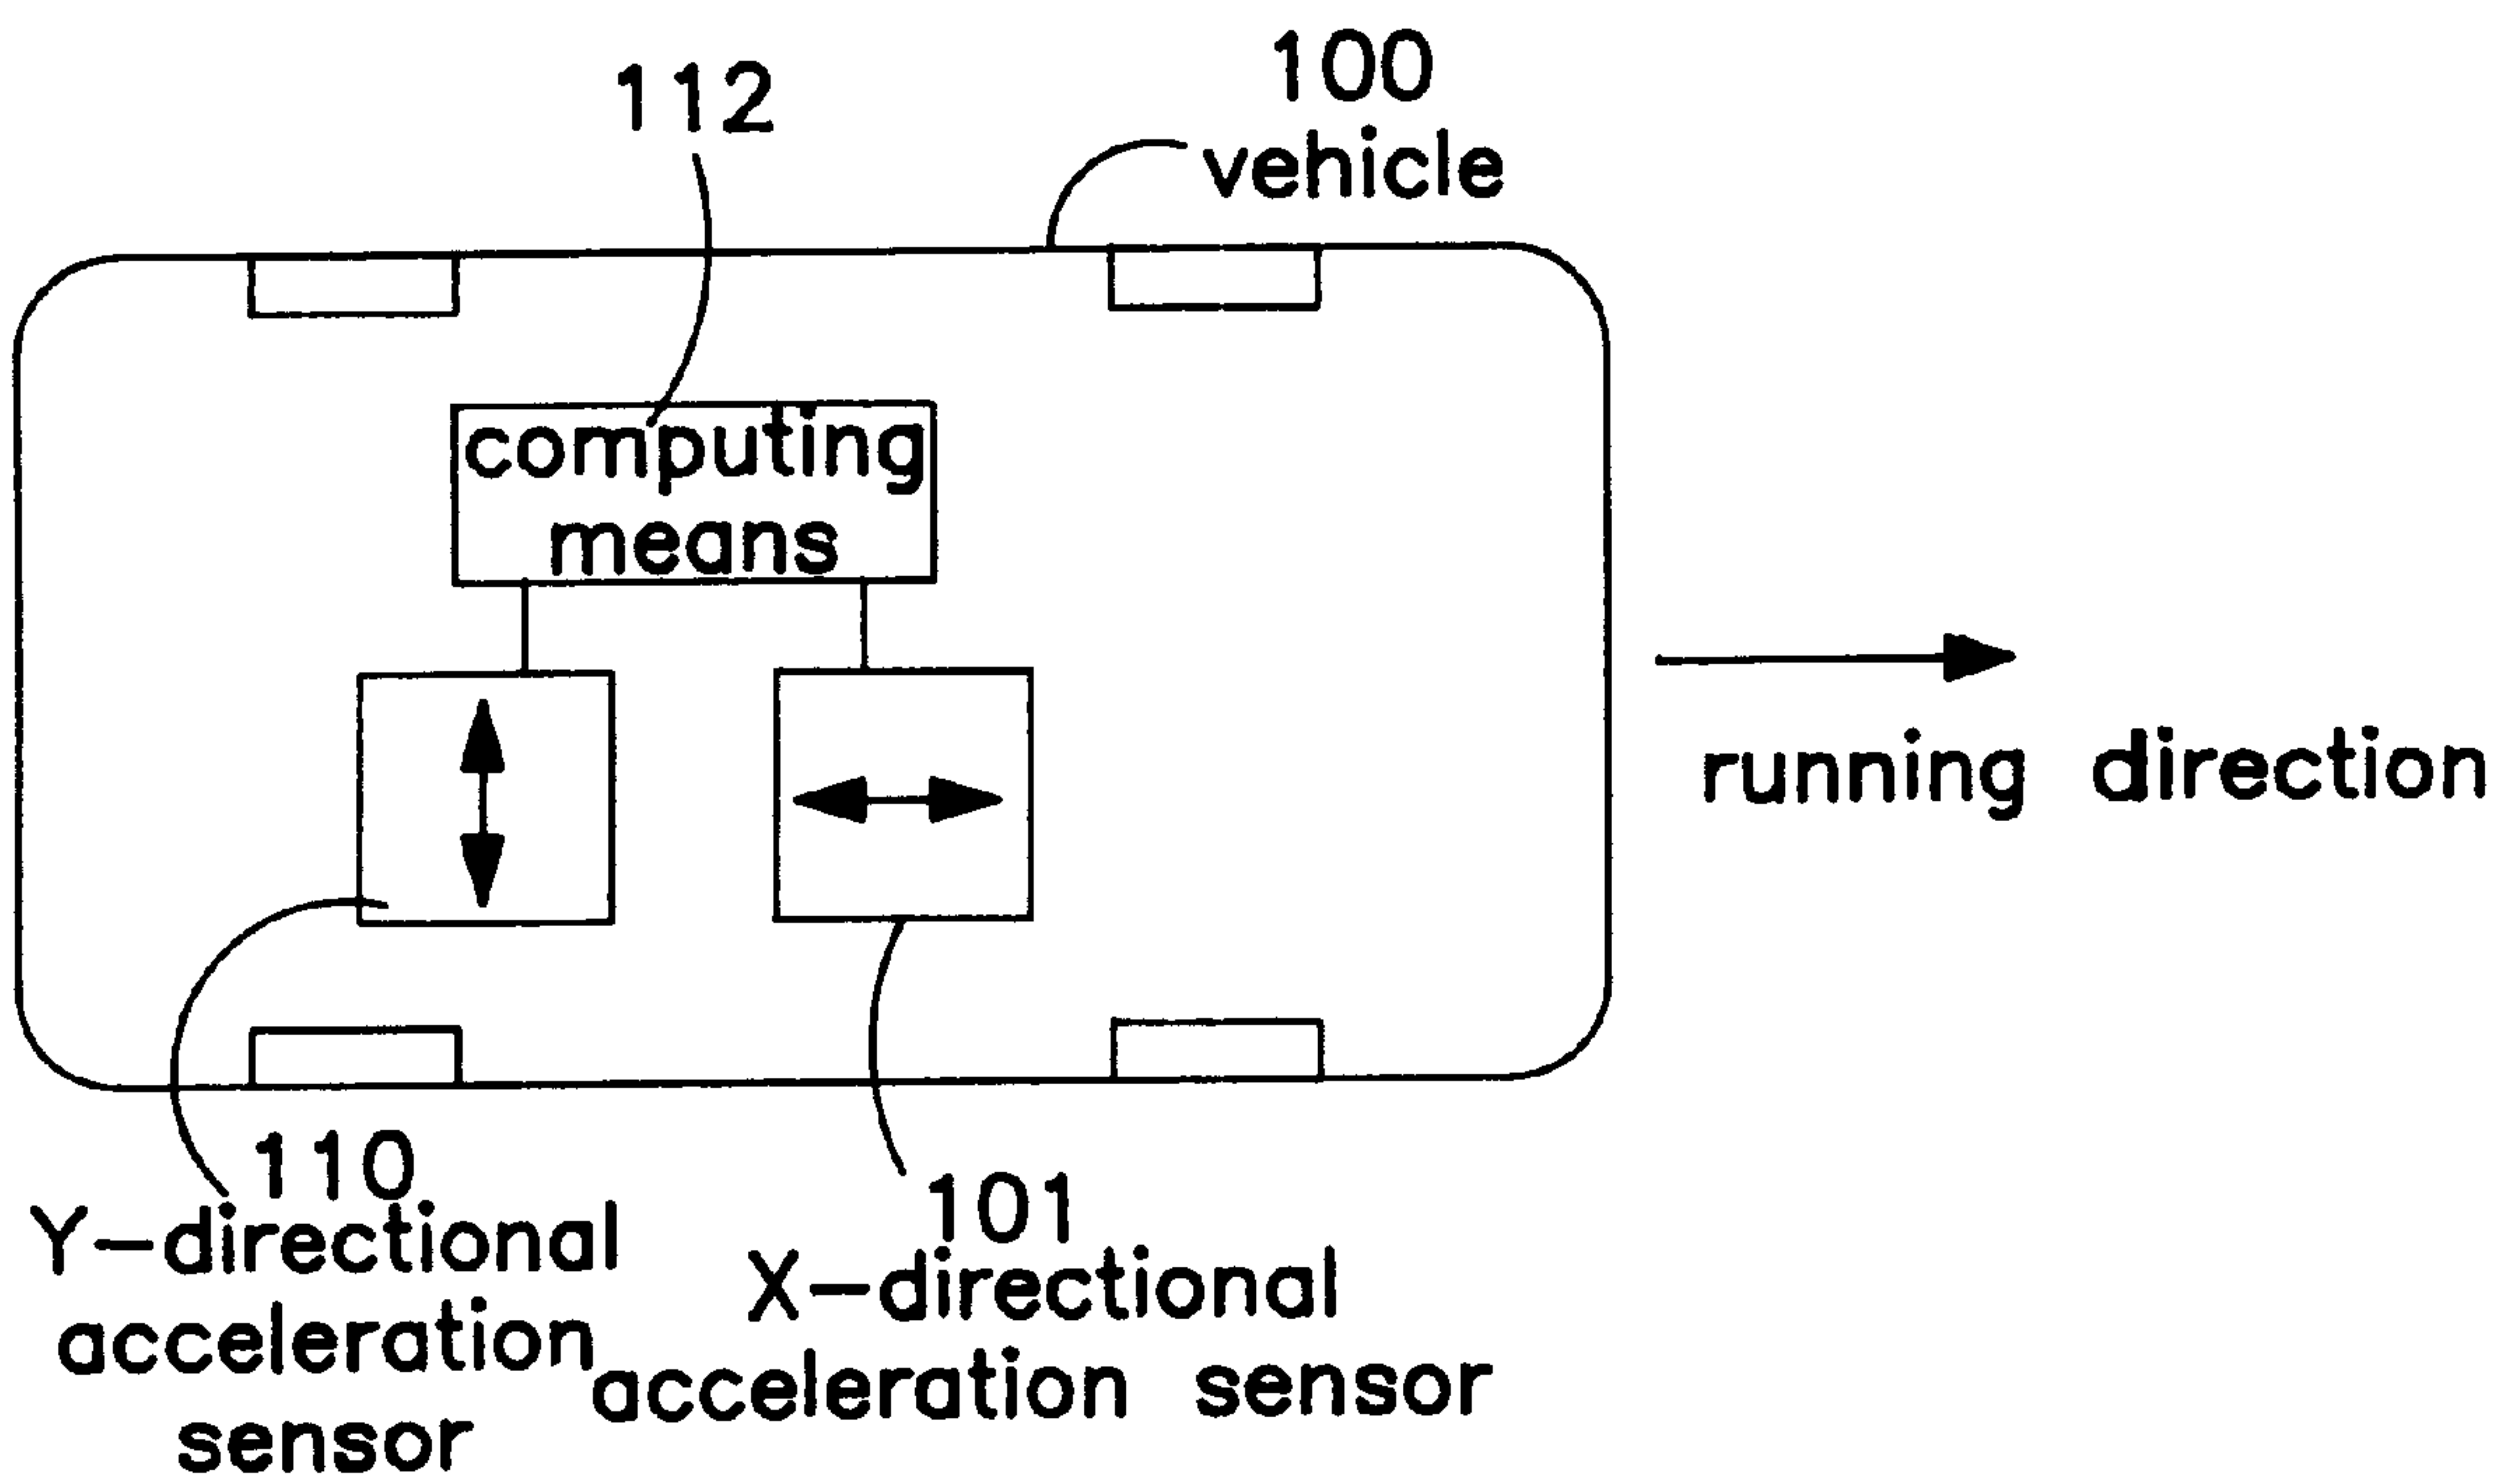 112
100
vehicle
computing
means
running direction
110
Y-directional
acceleration
sensor
101
X-directional
acceleration sensor